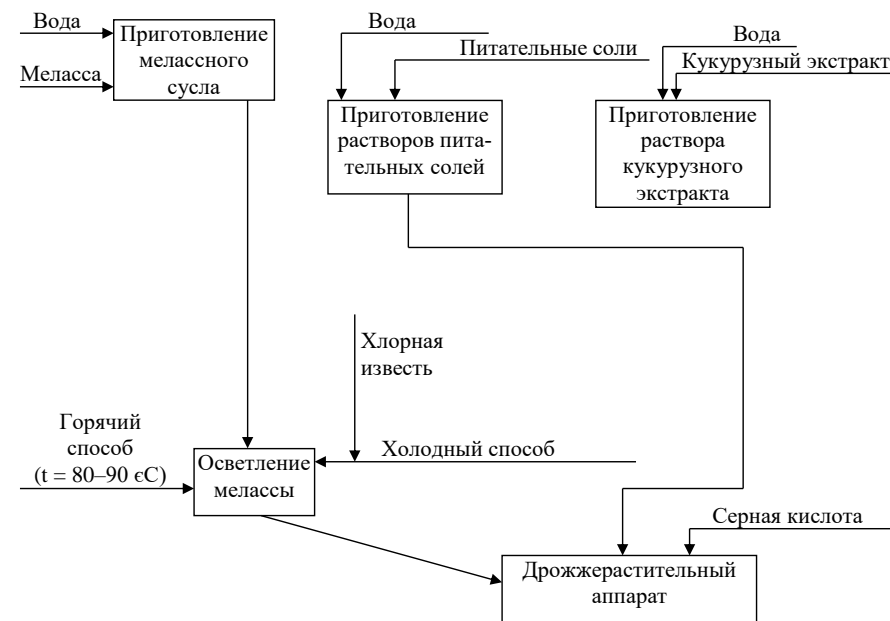 Вода
Меласса
Приготовление
мелассного
сусла
Вода
Питательные соли
Приготовление
растворов пита-
тельных солей
Вода
Кукурузный экстракт
Приготовление
раствора
кукурузного
экстракта
Хлорная
известь
Горячий
способ
(t = 80–90 єС)
Осветление
мелассы
Холодный способ
Серная кислота
Дрожжерастительный
аппарат